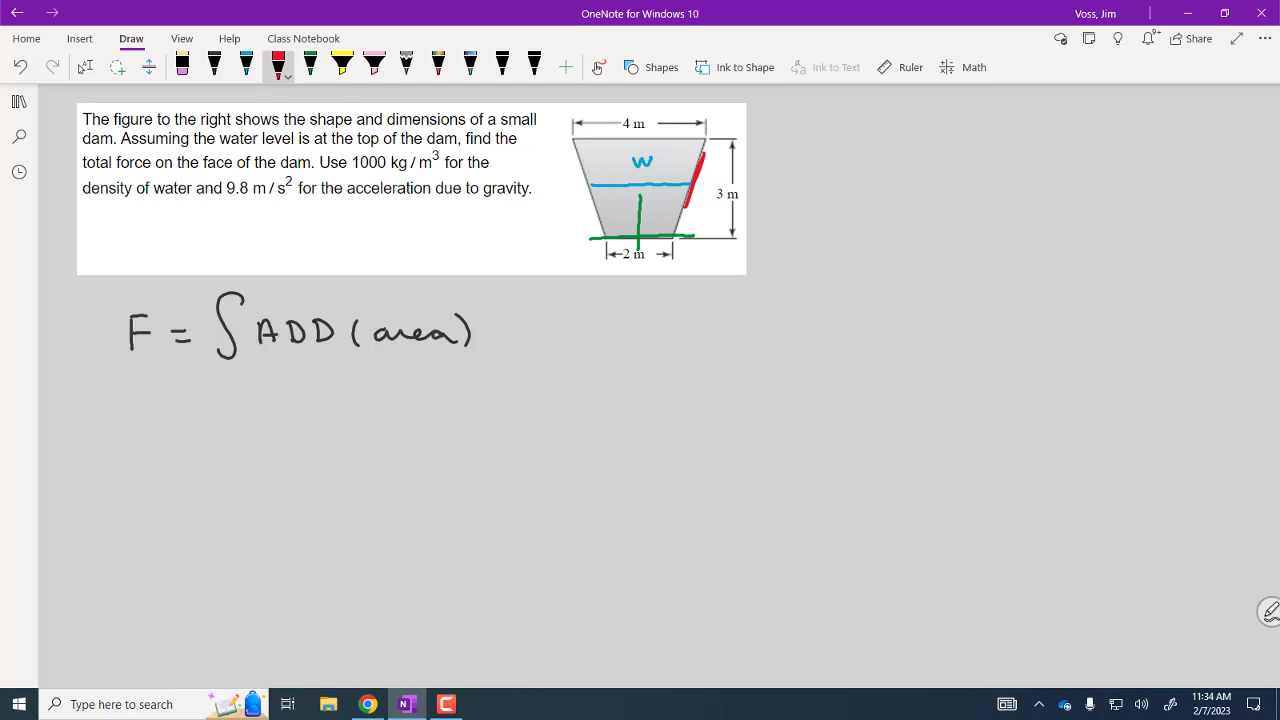 OneNote for Windows 10
Voss, Jim
Home Insert Draw View Help Class Notebook
Share
Shapes Ink to Shape Ink to Text Ruler Math
The figure to the right shows the shape and dimensions of a small
dam. Assuming the water level is at the top of the dam, find the
total force on the face of the dam. Use 1000 kg / m³ for the
density of water and 9.8 m / s² for the acceleration due to gravity.
4 m
w
3 m
2 m
F = ∫ ADD (area)
Type here to search
11:34 AM
2/7/2023